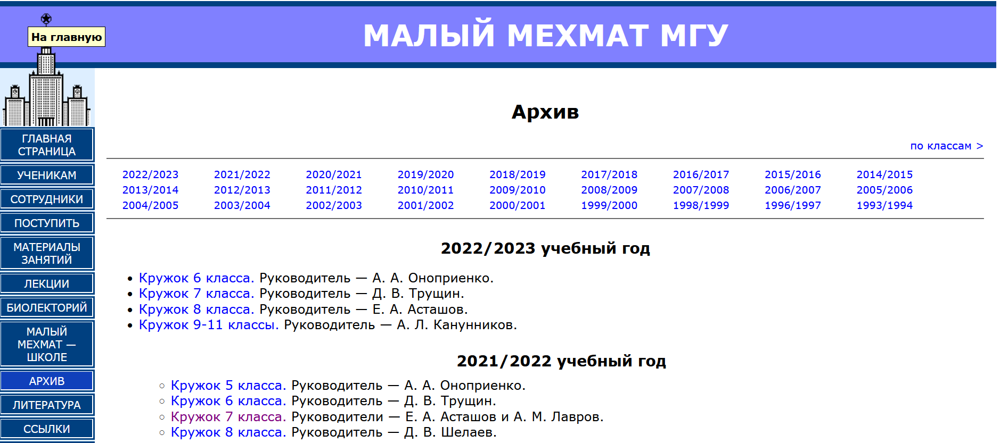 МАЛЫЙ МЕХМАТ МГУ
На главную
ГЛАВНАЯ
СТРАНИЦА
УЧЕНИКАМ
СОТРУДНИКИ
ПОСТУПИТЬ
МАТЕРИАЛЫ
ЗАНЯТИЙ
ЛЕКЦИИ
БИОЛЕКТОРИЙ
МАЛЫЙ
МЕХМАТ —
ШКОЛЕ
АРХИВ
ЛИТЕРАТУРА
ССЫЛКИ
Архив
по классам >
2022/2023 2021/2022 2020/2021 2019/2020 2018/2019 2017/2018 2016/2017 2015/2016 2014/2015
2013/2014 2012/2013 2011/2012 2010/2011 2009/2010 2008/2009 2007/2008 2006/2007 2005/2006
2004/2005 2003/2004 2002/2003 2001/2002 2000/2001 1999/2000 1998/1999 1996/1997 1993/1994
2022/2023 учебный год
• Кружок 6 класса. Руководитель — А. А. Оноприенко.
• Кружок 7 класса. Руководитель — Д. В. Трущин.
• Кружок 8 класса. Руководитель — Е. А. Асташов.
• Кружок 9-11 классы. Руководитель — А. Л. Канунников.
2021/2022 учебный год
◦ Кружок 5 класса. Руководитель — А. А. Оноприенко.
◦ Кружок 6 класса. Руководитель — Д. В. Трущин.
◦ Кружок 7 класса. Руководители — Е. А. Асташов и А. М. Лавров.
◦ Кружок 8 класса. Руководитель — Д. В. Шелаев.